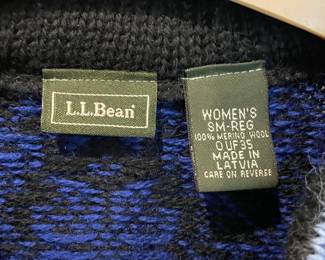 L.L.Bean®
WOMEN'S
SM-REG
100% MERINO WOOL
0UF35
MADE IN
LATVIA
CARE ON REVERSE